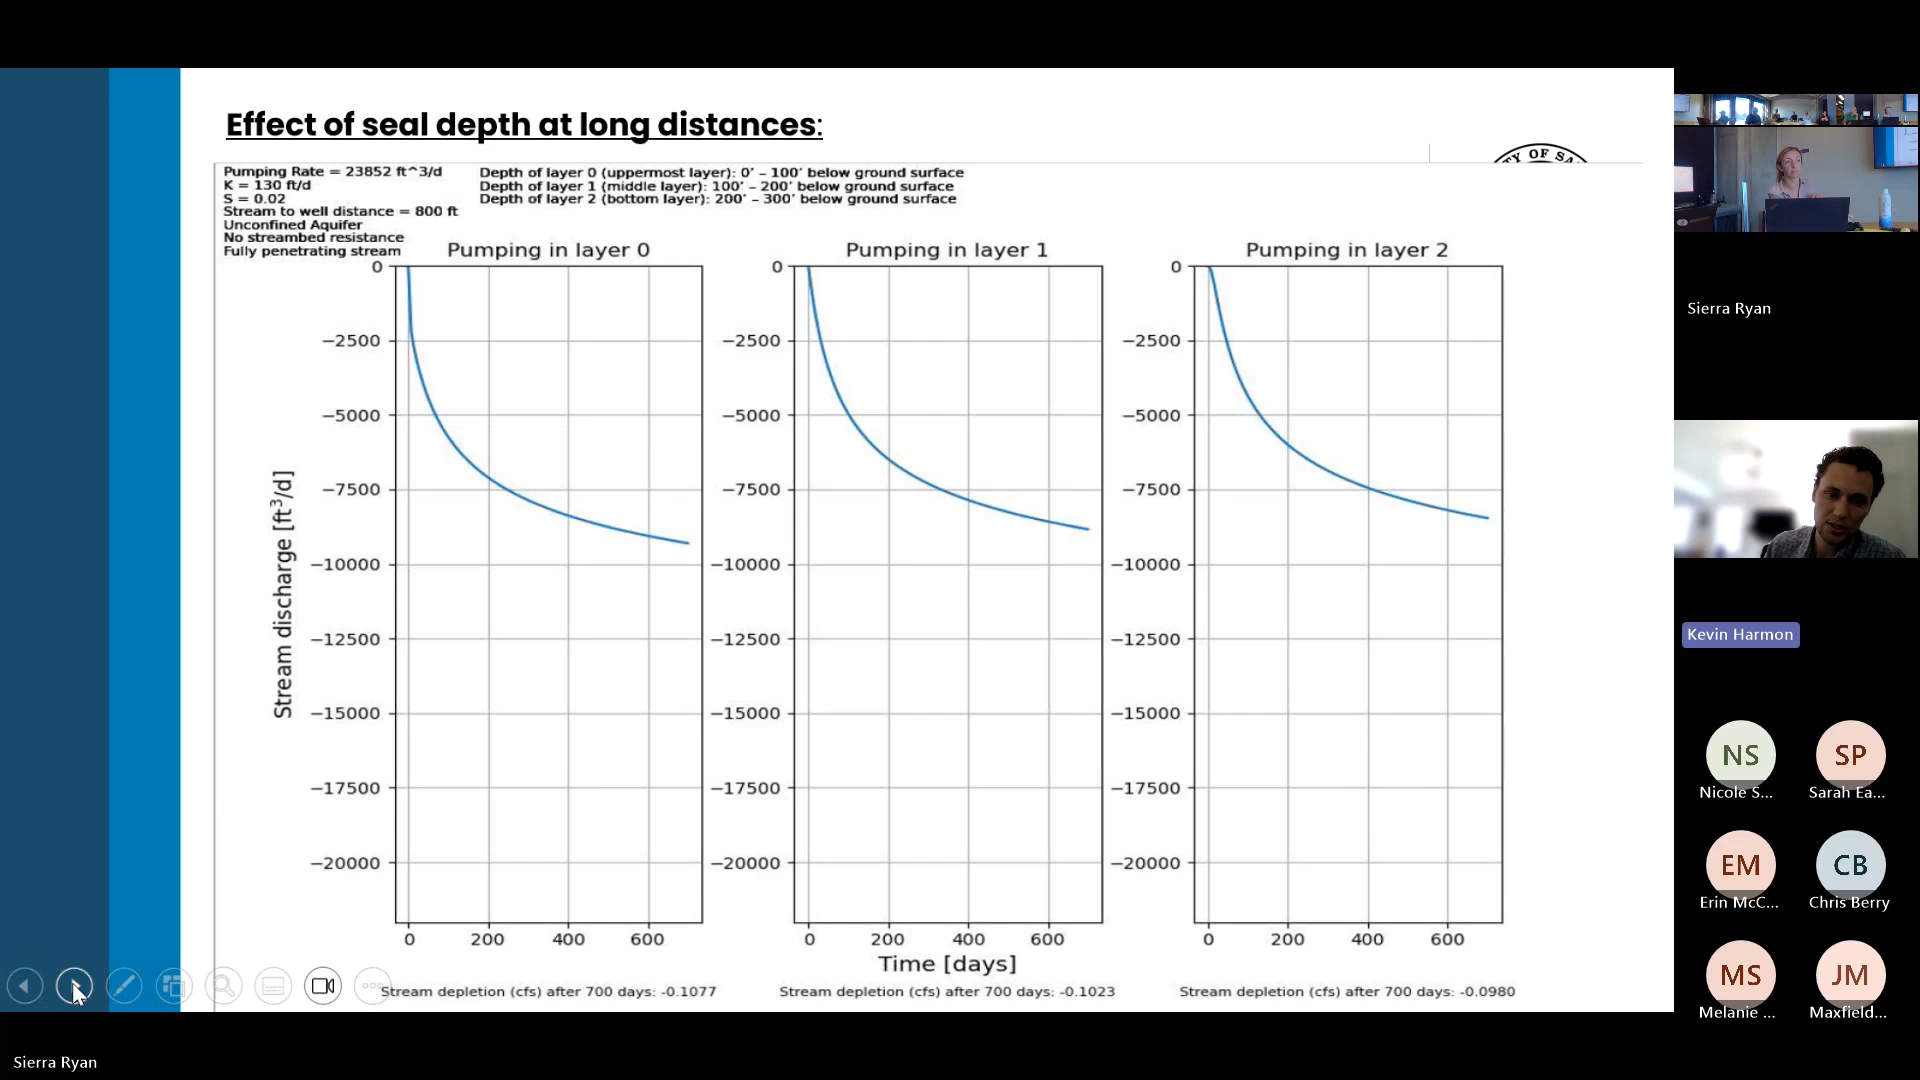 Effect of seal depth at long distances:
Y OF SA
Pumping Rate = 23852 ft^3/d
K = 130 ft/d
S = 0.02
Stream to well distance = 800 ft
Unconfined Aquifer
No streambed resistance
Fully penetrating stream
Depth of layer 0 (uppermost layer): 0' – 100' below ground surface
Depth of layer 1 (middle layer): 100' – 200' below ground surface
Depth of layer 2 (bottom layer): 200' – 300' below ground surface
Pumping in layer 0
Pumping in layer 1
Pumping in layer 2
Stream discharge [ft³/d]
0
−2500
−5000
−7500
−10000
−12500
−15000
−17500
−20000
0
−2500
−5000
−7500
−10000
−12500
−15000
−17500
−20000
0
−2500
−5000
−7500
−10000
−12500
−15000
−17500
−20000
0 200 400 600
0 200 400 600
0 200 400 600
Time [days]
Stream depletion (cfs) after 700 days: -0.1077
Stream depletion (cfs) after 700 days: -0.1023
Stream depletion (cfs) after 700 days: -0.0980
Sierra Ryan
Sierra Ryan
Kevin Harmon
NS
Nicole S...
SP
Sarah Ea...
EM
Erin McC...
CB
Chris Berry
MS
Melanie ...
JM
Maxfield...